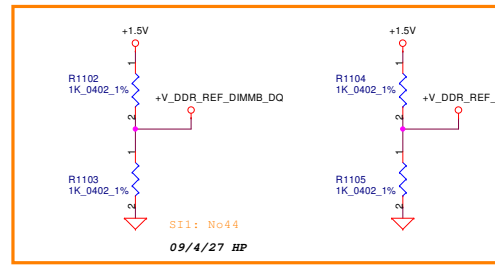 +1.5V
R1102
1K_0402_1%
1
2
+V_DDR_REF_DIMMB_DQ
R1103
1K_0402_1%
1
2
SI1: No44
09/4/27 HP
+1.5V
R1104
1K_0402_1%
1
2
+V_DDR_REF_
R1105
1K_0402_1%
1
2